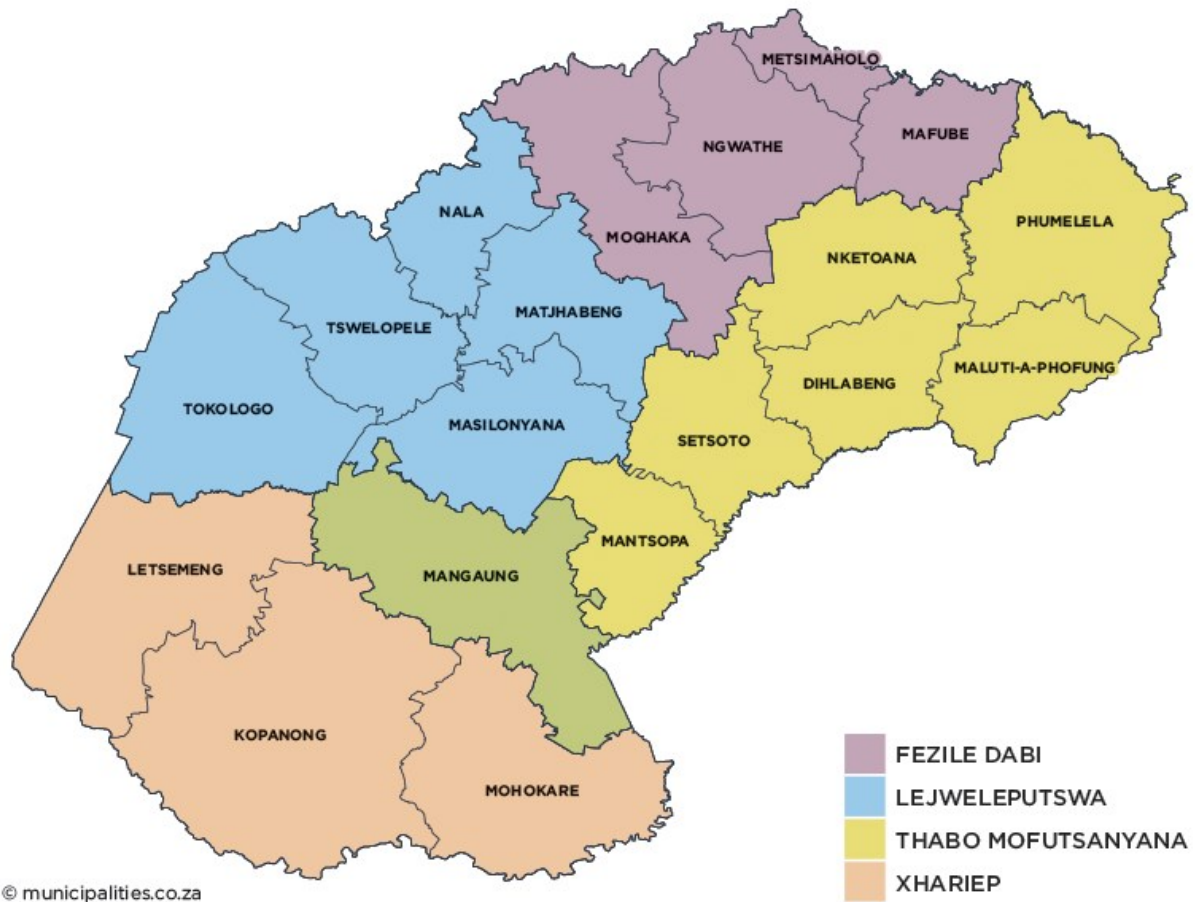 METSIMAHOLO
MAFUBE
NGWATHE
NALA
PHUMELELA
MOQHAKA
NKETOANA
MATJHABENG
TSWELOPELE
MALUTI-A-PHOFUNG
DIHLABENG
TOKOLOGO
MASILONYANA
SETSOTO
MANTSOPA
LETSEMENG
MANGAUNG
KOPANONG
MOHOKARE
FEZILE DABI
LEJWELEPUTSWA
THABO MOFUTSANYANA
XHARIEP
© municipalities.co.za